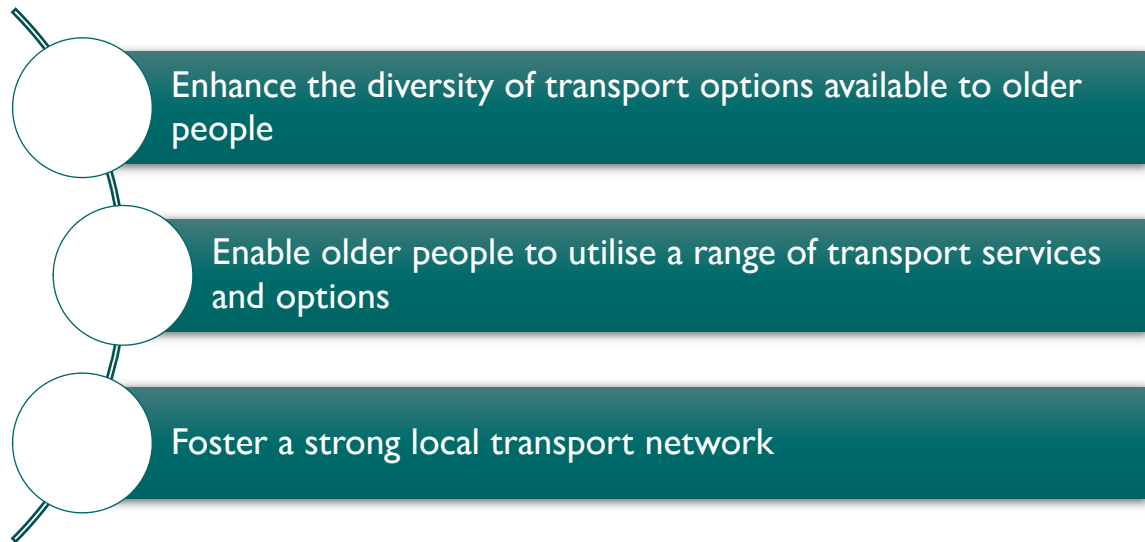 Enhance the diversity of transport options available to older
people
Enable older people to utilise a range of transport services
and options
Foster a strong local transport network